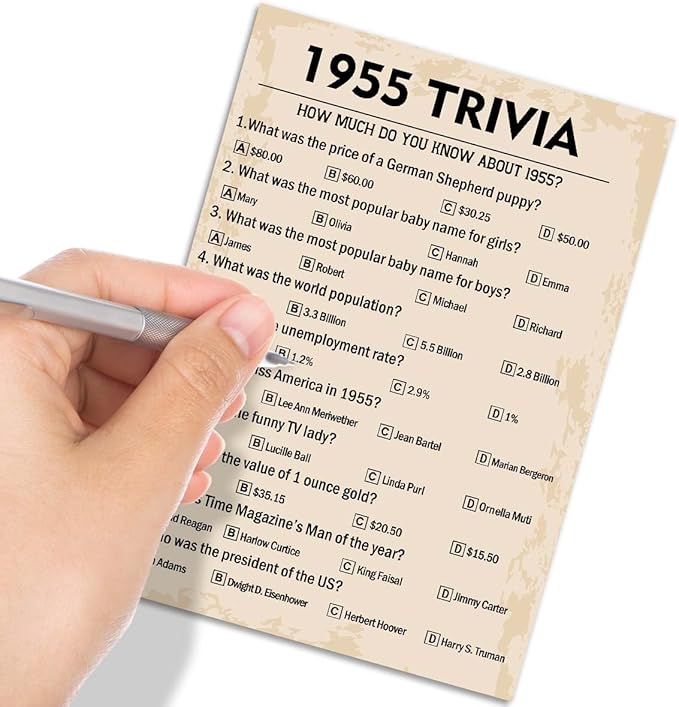 1955 TRIVIA
HOW MUCH DO YOU KNOW ABOUT 1955?
1.What was the price of a German Shepherd puppy?
A $80.00 B $60.00 C $30.25 D $50.00
2. What was the most popular baby name for girls?
A Mary B Olivia C Hannah D Emma
3. What was the most popular baby name for boys?
A James B Robert C Michael D Richard
4. What was the world population?
B 3.3 Billion C 5.5 Billion D 2.8 Billion
unemployment rate?
B 1.2% C 2.9% D 1%
America in 1955?
B Lee Ann Meriwether C Jean Bartel D Marian Bergeron
funny TV lady?
B Lucille Ball C Linda Purl D Ornella Muti
the value of 1 ounce gold?
B $35.15 C $20.50 D $15.50
Time Magazine's Man of the year?
Reagan B Harlow Curtice C King Faisal D Jimmy Carter
was the president of the US?
Adams B Dwight D. Eisenhower C Herbert Hoover D Harry S. Truman